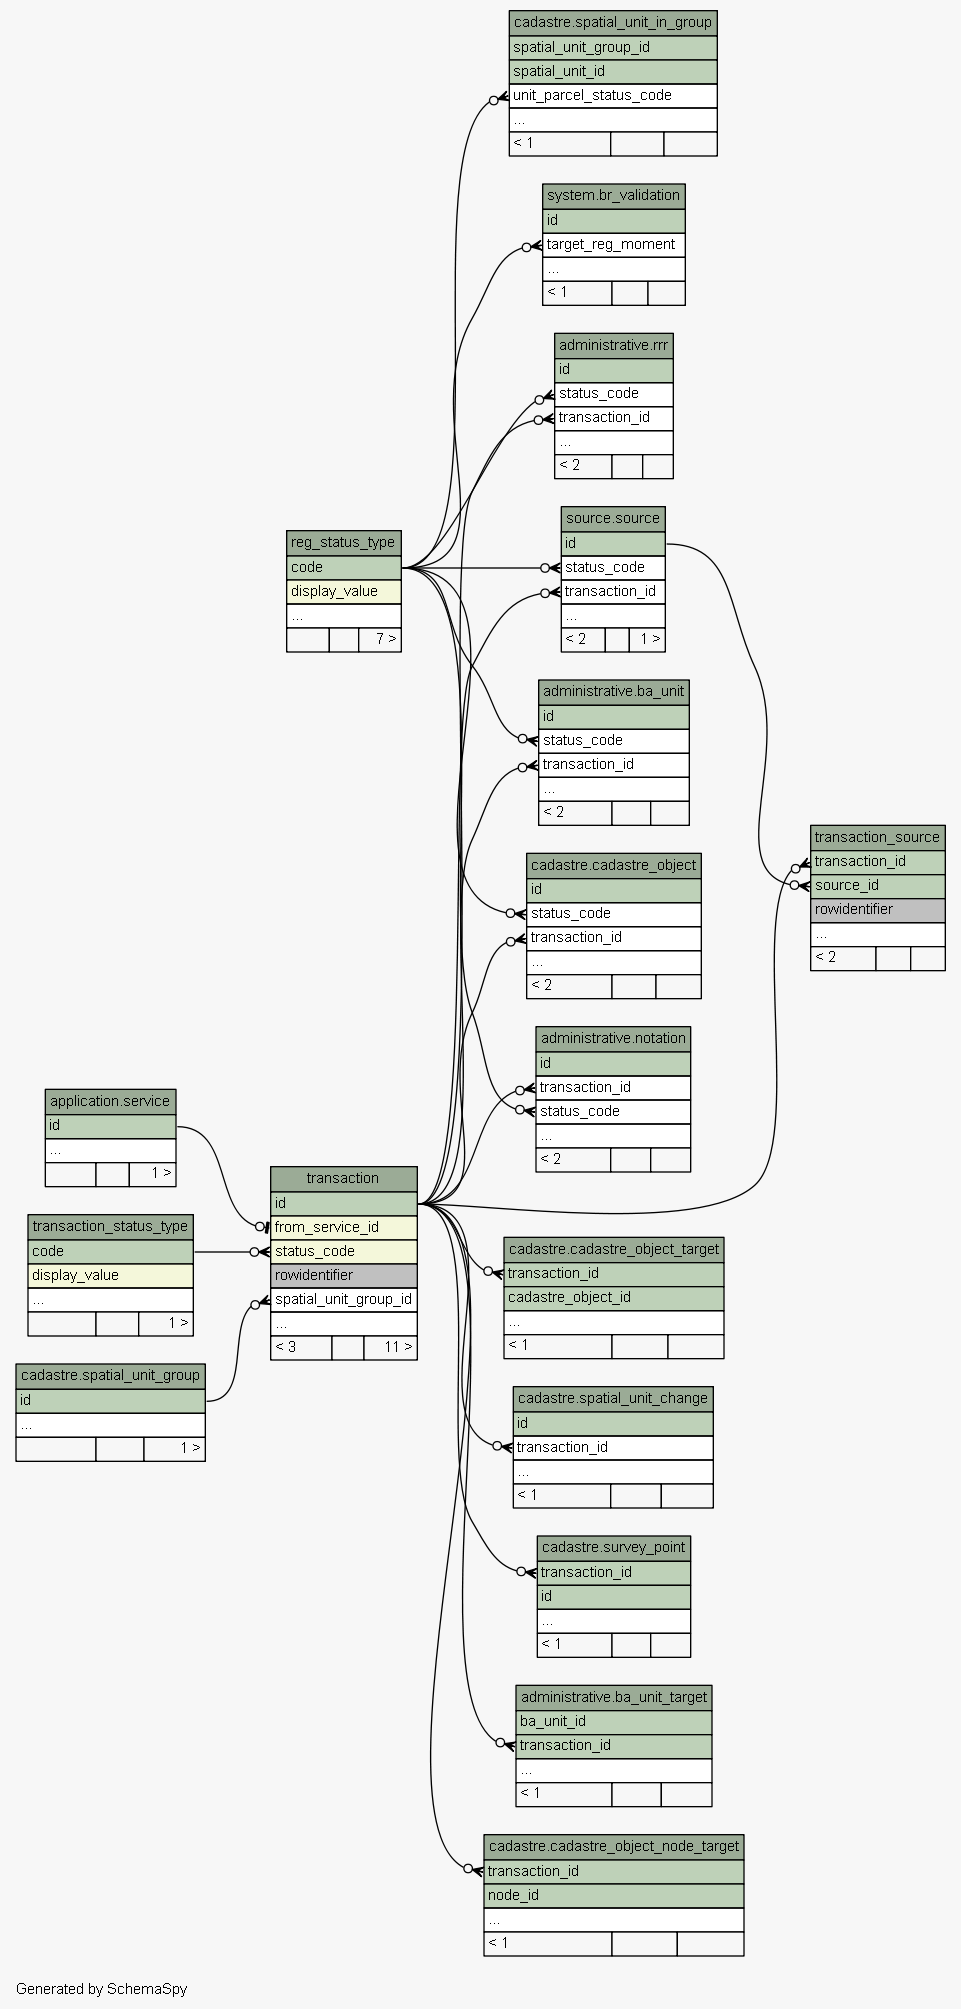 cadastre.spatial_unit_in_group
spatial_unit_group_id
spatial_unit_id
unit_parcel_status_code
...
< 1
system.br_validation
id
target_reg_moment
...
< 1
administrative.rrr
id
status_code
transaction_id
...
< 2
source.source
id
status_code
transaction_id
...
< 2 1 >
reg_status_type
code
display_value
...
7 >
administrative.ba_unit
id
status_code
transaction_id
...
< 2
transaction_source
transaction_id
source_id
rowidentifier
...
< 2
cadastre.cadastre_object
id
status_code
transaction_id
...
< 2
administrative.notation
id
transaction_id
status_code
...
< 2
application.service
id
...
1 >
transaction
id
from_service_id
status_code
rowidentifier
spatial_unit_group_id
...
< 3 11 >
transaction_status_type
code
display_value
...
1 >
cadastre.spatial_unit_group
id
...
1 >
cadastre.cadastre_object_target
transaction_id
cadastre_object_id
...
< 1
cadastre.spatial_unit_change
id
transaction_id
...
< 1
cadastre.survey_point
transaction_id
id
...
< 1
administrative.ba_unit_target
ba_unit_id
transaction_id
...
< 1
cadastre.cadastre_object_node_target
transaction_id
node_id
...
< 1
Generated by SchemaSpy